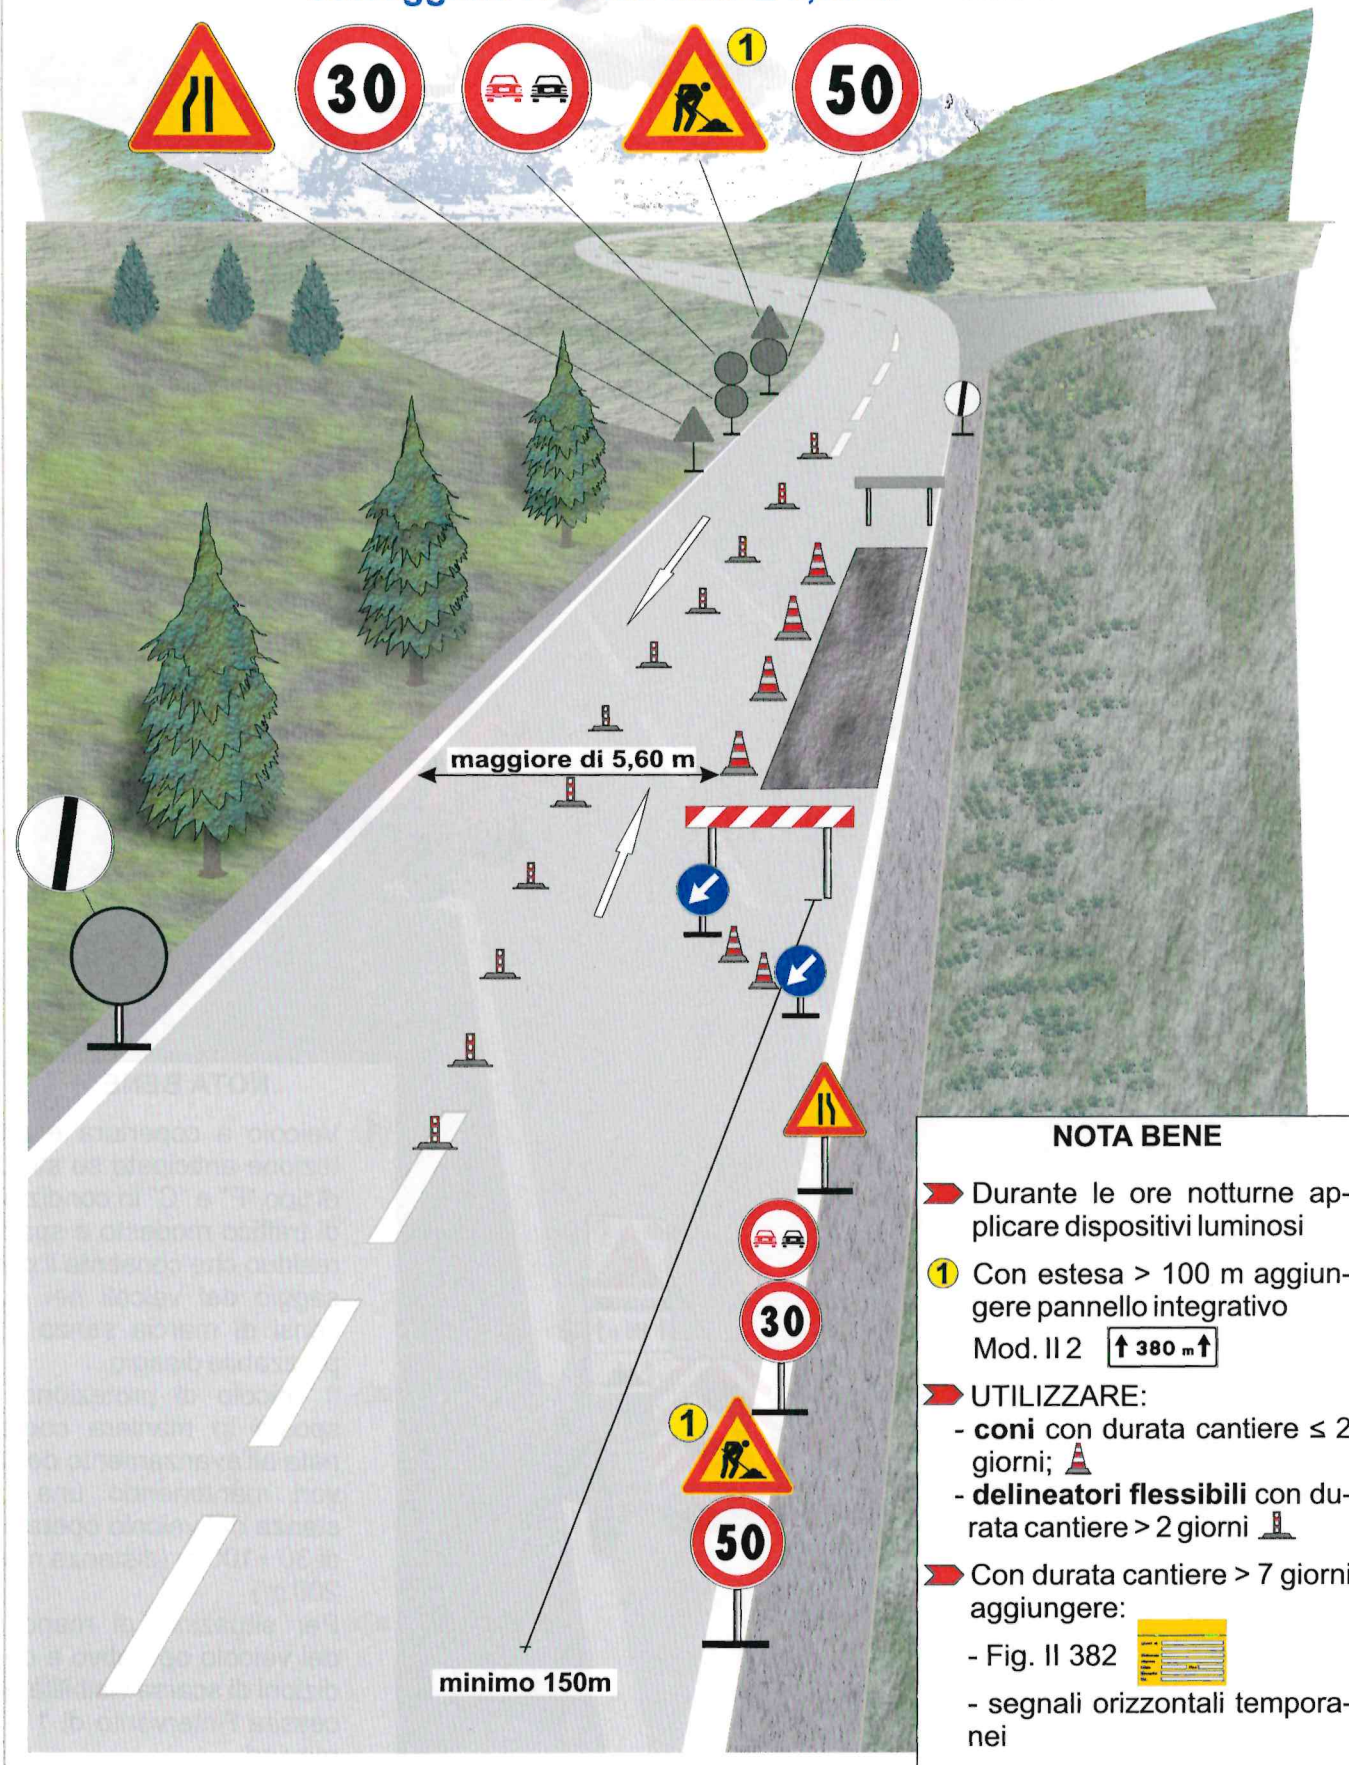 30
1
50
maggiore di 5,60 m
30
1
50
minimo 150m
NOTA BENE
Durante le ore notturne ap-
plicare dispositivi luminosi
1 Con estesa > 100 m aggiun-
gere pannello integrativo
Mod. II 2 380 m
UTILIZZARE:
- coni con durata cantiere ≤ 2
giorni;
- delineatori flessibili con du-
rata cantiere > 2 giorni
Con durata cantiere > 7 giorni
aggiungere:
- Fig. II 382
- segnali orizzontali tempora-
nei